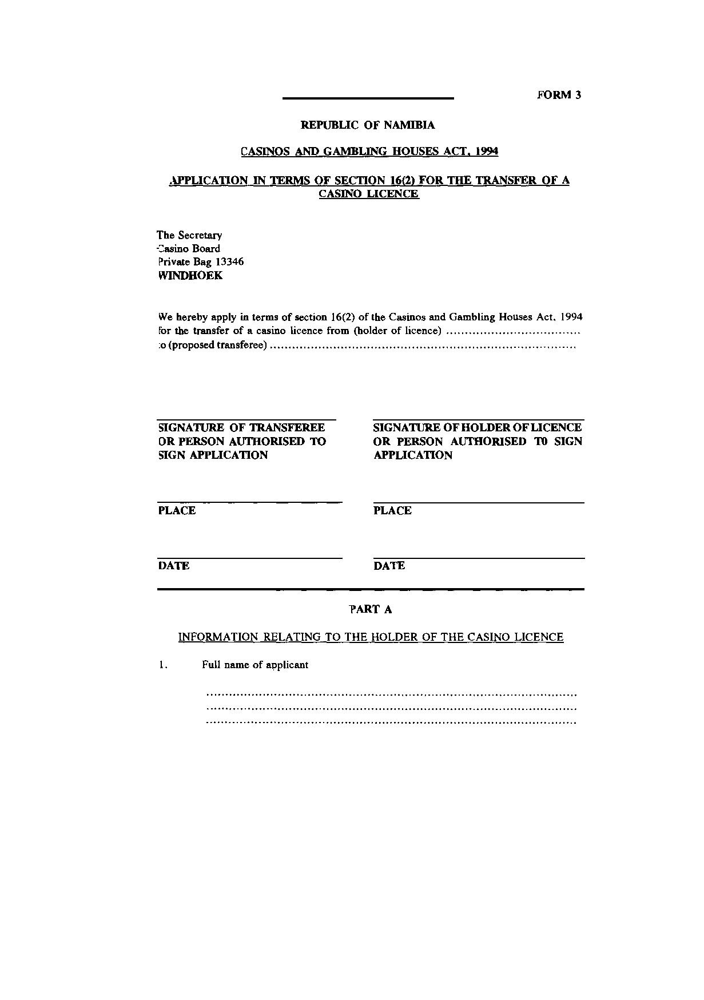 FORM 3
REPUBLIC OF NAMIBIA
CASINOS AND GAMBLING HOUSES ACT, 1994
APPLICATION IN TERMS OF SECTION 16(2) FOR THE TRANSFER OF A
CASINO LICENCE
The Secretary
Casino Board
Private Bag 13346
WINDHOEK
We hereby apply in terms of section 16(2) of the Casinos and Gambling Houses Act, 1994
for the transfer of a casino licence from (holder of licence) ....................................
to (proposed transferee) ..................................................................................
SIGNATURE OF TRANSFEREE
OR PERSON AUTHORISED TO
SIGN APPLICATION
SIGNATURE OF HOLDER OF LICENCE
OR PERSON AUTHORISED TO SIGN
APPLICATION
PLACE
PLACE
DATE
DATE
PART A
INFORMATION RELATING TO THE HOLDER OF THE CASINO LICENCE
1. Full name of applicant
....................................................................................................
....................................................................................................
....................................................................................................